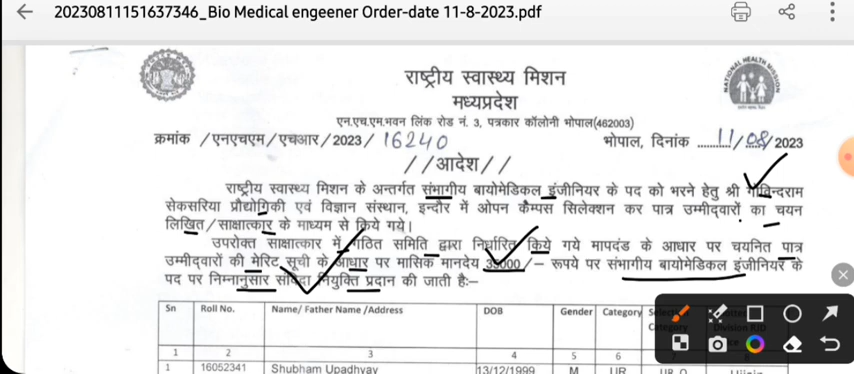 20230811151637346_Bio Medical engeener Order-date 11-8-2023.pdf
राष्ट्रीय स्वास्थ्य मिशन
NATIONAL HEALTH MISSION
मध्यप्रदेश
एन.एच.एम.भवन लिंक रोड नं. 3, पत्रकार कॉलोनी भोपाल(462003)
क्रमांक /एनएचएम/एचआर/2023/ 16240 भोपाल, दिनांक ....11/08/2023
//आदेश//
राष्ट्रीय स्वास्थ्य मिशन के अन्तर्गत संभागीय बायोमेडिकल इंजीनियर के पद को भरने हेतु श्री गोविन्दराम
सेकसरिया प्रौद्योगिकी एवं विज्ञान संस्थान, इन्दौर में ओपन कैम्पस सिलेक्शन कर पात्र उम्मीदवारों का चयन
लिखित/साक्षात्कार के माध्यम से किये गये।
उपरोक्त साक्षात्कार में गठित समिति द्वारा निर्धारित किये गये मापदंड के आधार पर चयनित पात्र
उम्मीदवारों की मेरिट सूची के आधार पर मासिक मानदेय 35000/– रूपये पर संभागीय बायोमेडिकल इंजीनियर के
पद पर निम्नानुसार संविदा नियुक्ति प्रदान की जाती है:–
Sn Roll No. Name/ Father Name /Address DOB Gender Category
1 2 3 4 5 6
1 16052341 Shubham Upadhyay 13/12/1999 M UR